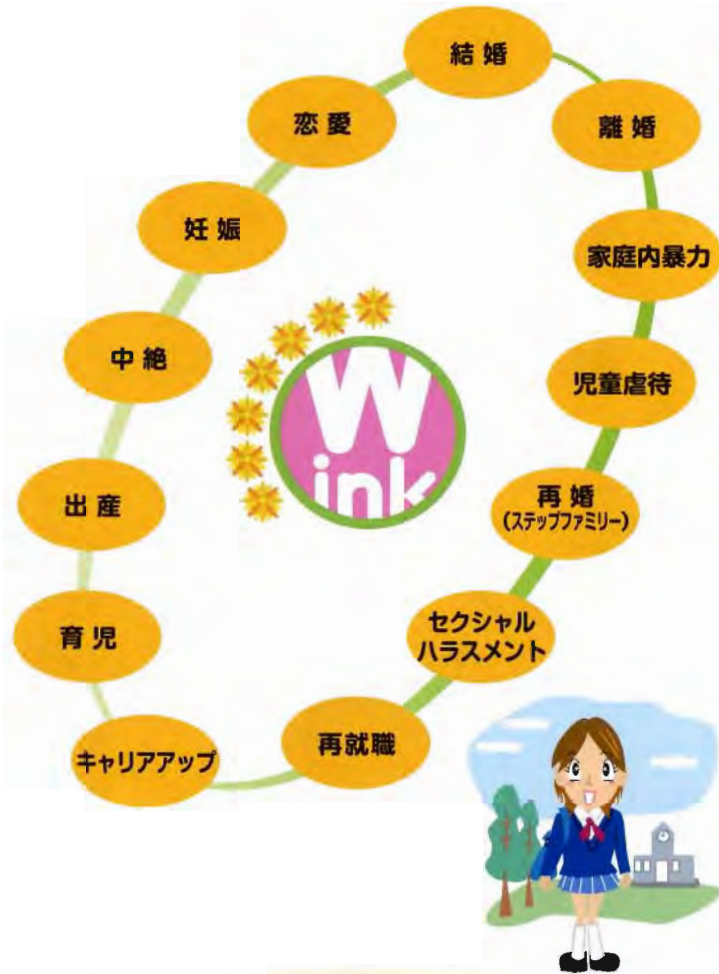 結婚
恋愛
離婚
妊娠
家庭内暴力
中絶
児童虐待
Wink
出産
再婚
(ステップファミリー)
育児
セクシャル
ハラスメント
再就職
キャリアアップ